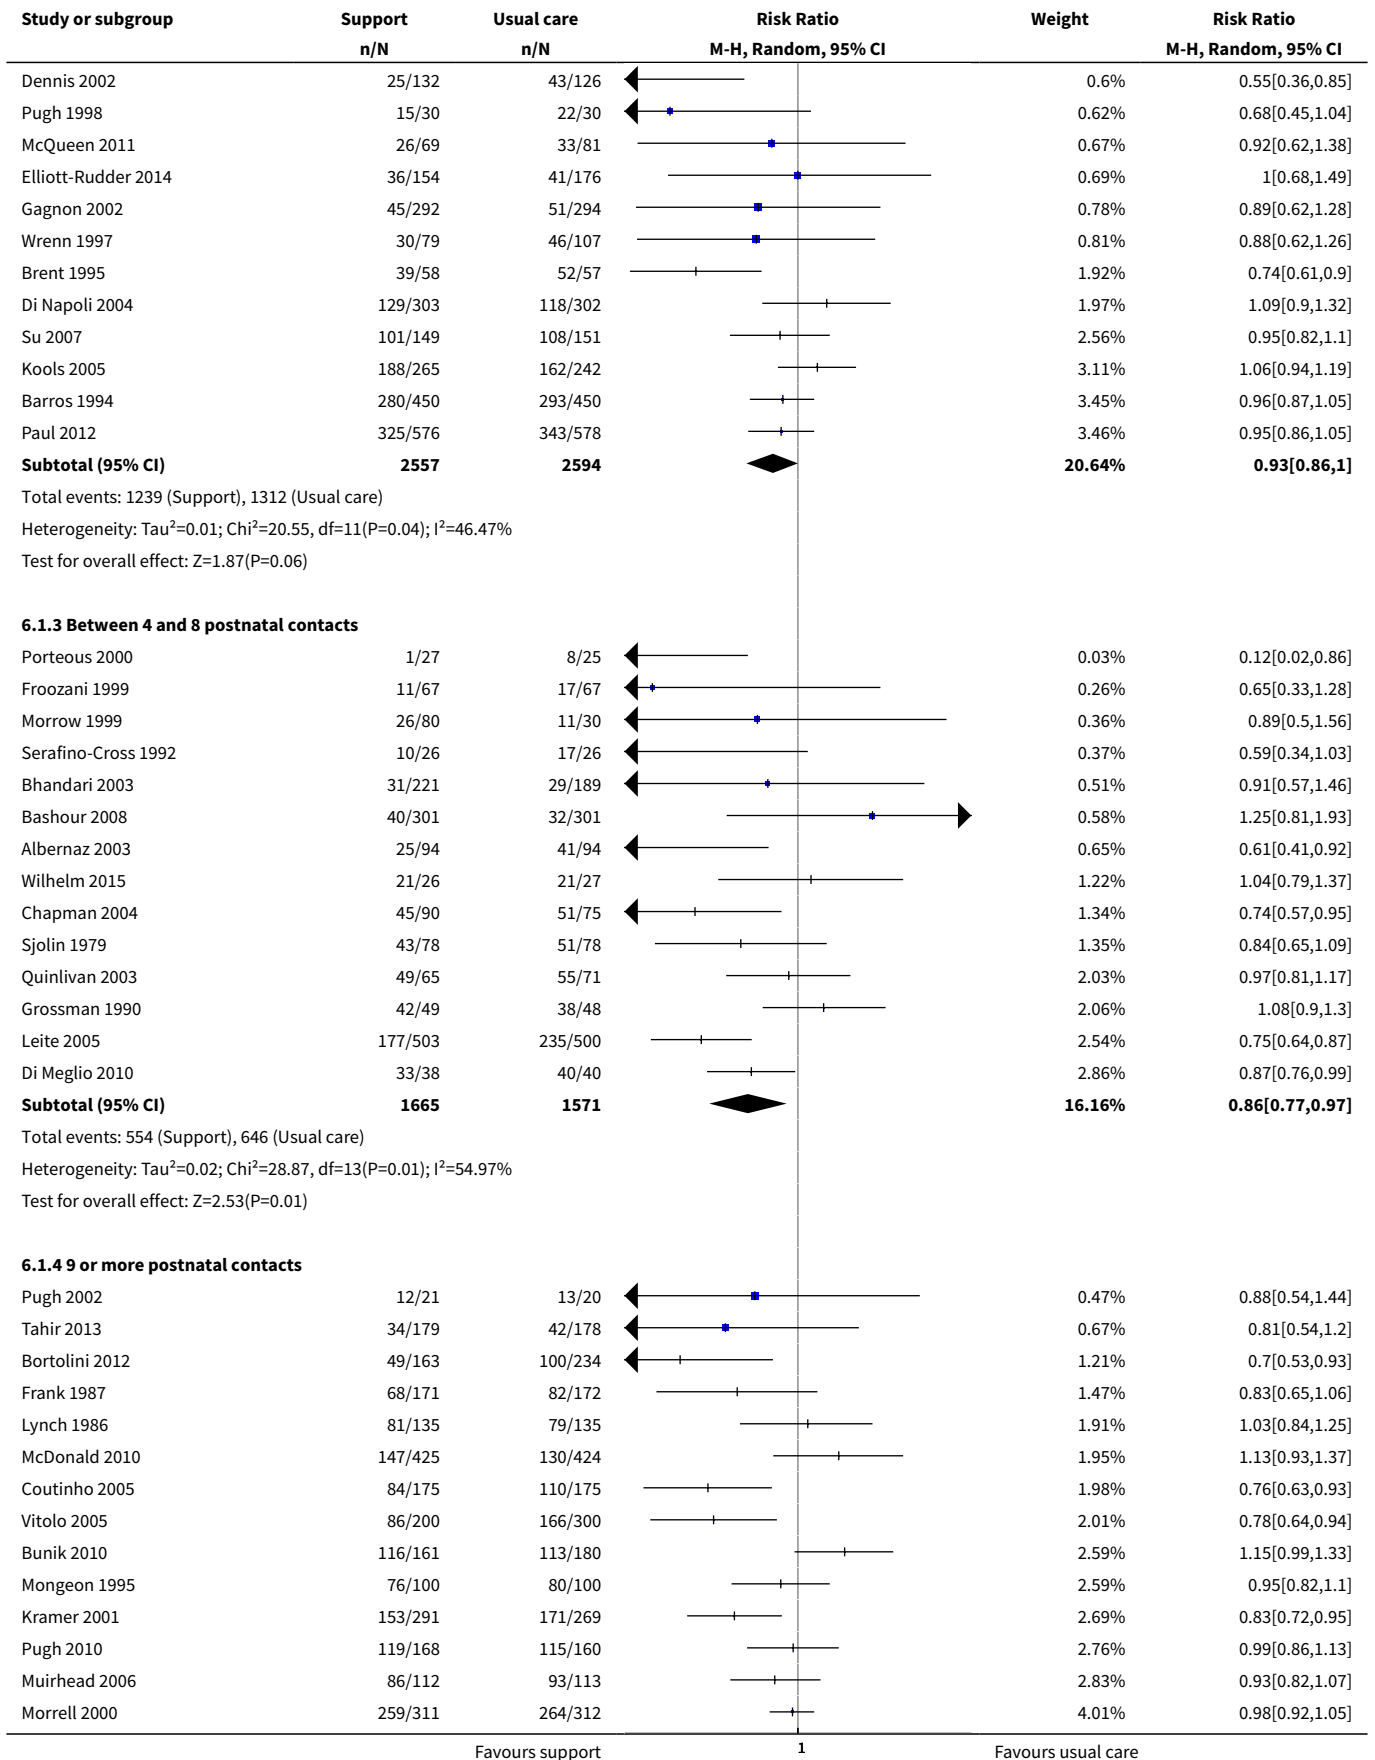 Study or subgroup Support Usual care Risk Ratio Weight Risk Ratio
n/N n/N M-H, Random, 95% CI M-H, Random, 95% CI
Dennis 2002 25/132 43/126 0.6% 0.55[0.36,0.85]
Pugh 1998 15/30 22/30 0.62% 0.68[0.45,1.04]
McQueen 2011 26/69 33/81 0.67% 0.92[0.62,1.38]
Elliott-Rudder 2014 36/154 41/176 0.69% 1[0.68,1.49]
Gagnon 2002 45/292 51/294 0.78% 0.89[0.62,1.28]
Wrenn 1997 30/79 46/107 0.81% 0.88[0.62,1.26]
Brent 1995 39/58 52/57 1.92% 0.74[0.61,0.9]
Di Napoli 2004 129/303 118/302 1.97% 1.09[0.9,1.32]
Su 2007 101/149 108/151 2.56% 0.95[0.82,1.1]
Kools 2005 188/265 162/242 3.11% 1.06[0.94,1.19]
Barros 1994 280/450 293/450 3.45% 0.96[0.87,1.05]
Paul 2012 325/576 343/578 3.46% 0.95[0.86,1.05]
Subtotal (95% CI) 2557 2594 20.64% 0.93[0.86,1]
Total events: 1239 (Support), 1312 (Usual care)
Heterogeneity: Tau²=0.01; Chi²=20.55, df=11(P=0.04); I²=46.47%
Test for overall effect: Z=1.87(P=0.06)
6.1.3 Between 4 and 8 postnatal contacts
Porteous 2000 1/27 8/25 0.03% 0.12[0.02,0.86]
Froozani 1999 11/67 17/67 0.26% 0.65[0.33,1.28]
Morrow 1999 26/80 11/30 0.36% 0.89[0.5,1.56]
Serafino-Cross 1992 10/26 17/26 0.37% 0.59[0.34,1.03]
Bhandari 2003 31/221 29/189 0.51% 0.91[0.57,1.46]
Bashour 2008 40/301 32/301 0.58% 1.25[0.81,1.93]
Albernaz 2003 25/94 41/94 0.65% 0.61[0.41,0.92]
Wilhelm 2015 21/26 21/27 1.22% 1.04[0.79,1.37]
Chapman 2004 45/90 51/75 1.34% 0.74[0.57,0.95]
Sjolin 1979 43/78 51/78 1.35% 0.84[0.65,1.09]
Quinlivan 2003 49/65 55/71 2.03% 0.97[0.81,1.17]
Grossman 1990 42/49 38/48 2.06% 1.08[0.9,1.3]
Leite 2005 177/503 235/500 2.54% 0.75[0.64,0.87]
Di Meglio 2010 33/38 40/40 2.86% 0.87[0.76,0.99]
Subtotal (95% CI) 1665 1571 16.16% 0.86[0.77,0.97]
Total events: 554 (Support), 646 (Usual care)
Heterogeneity: Tau²=0.02; Chi²=28.87, df=13(P=0.01); I²=54.97%
Test for overall effect: Z=2.53(P=0.01)
6.1.4 9 or more postnatal contacts
Pugh 2002 12/21 13/20 0.47% 0.88[0.54,1.44]
Tahir 2013 34/179 42/178 0.67% 0.81[0.54,1.2]
Bortolini 2012 49/163 100/234 1.21% 0.7[0.53,0.93]
Frank 1987 68/171 82/172 1.47% 0.83[0.65,1.06]
Lynch 1986 81/135 79/135 1.91% 1.03[0.84,1.25]
McDonald 2010 147/425 130/424 1.95% 1.13[0.93,1.37]
Coutinho 2005 84/175 110/175 1.98% 0.76[0.63,0.93]
Vitolo 2005 86/200 166/300 2.01% 0.78[0.64,0.94]
Bunik 2010 116/161 113/180 2.59% 1.15[0.99,1.33]
Mongeon 1995 76/100 80/100 2.59% 0.95[0.82,1.1]
Kramer 2001 153/291 171/269 2.69% 0.83[0.72,0.95]
Pugh 2010 119/168 115/160 2.76% 0.99[0.86,1.13]
Muirhead 2006 86/112 93/113 2.83% 0.93[0.82,1.07]
Morrell 2000 259/311 264/312 4.01% 0.98[0.92,1.05]
Favours support 1 Favours usual care